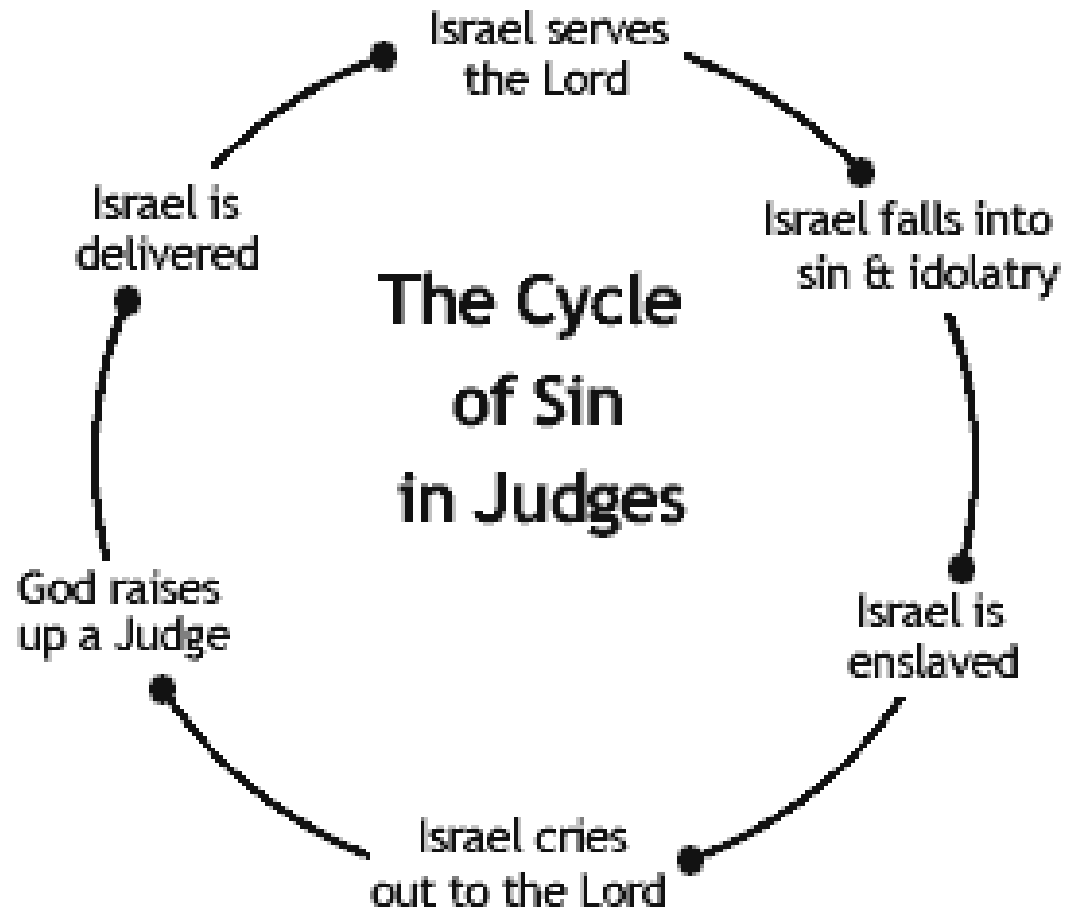 Israel serves
the Lord
Israel falls into
sin & idolatry
Israel is
enslaved
Israel cries
out to the Lord
God raises
up a Judge
Israel is
delivered
The Cycle
of Sin
in Judges